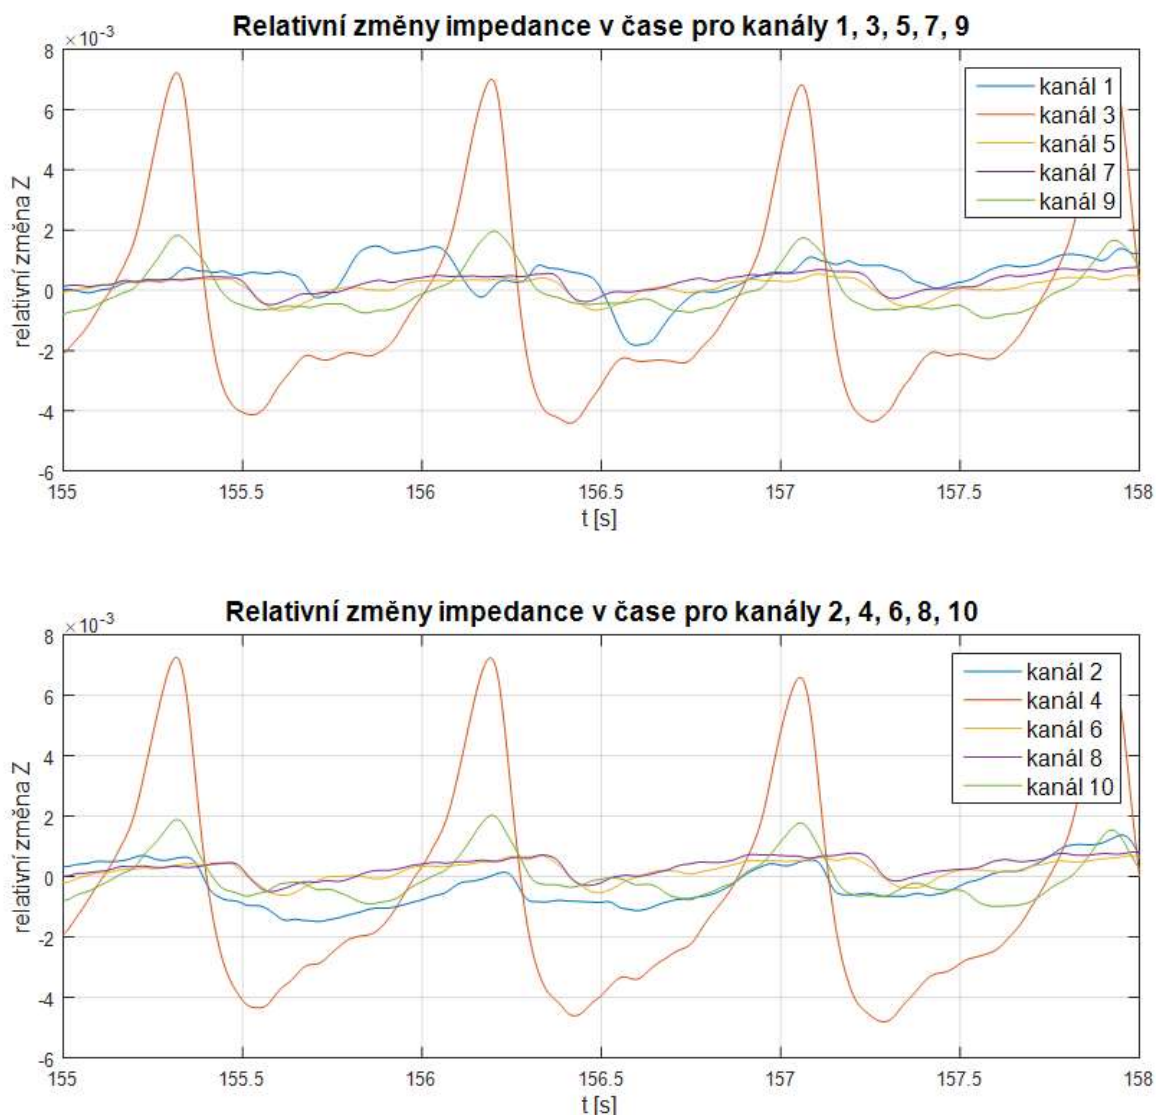 Relativní změny impedance v čase pro kanály 1, 3, 5, 7, 9
×10⁻³
8
6
4
2
0
-2
-4
-6
relativní změna Z
155
155.5
156
156.5
157
157.5
158
t [s]
kanál 1
kanál 3
kanál 5
kanál 7
kanál 9
Relativní změny impedance v čase pro kanály 2, 4, 6, 8, 10
×10⁻³
8
6
4
2
0
-2
-4
-6
relativní změna Z
155
155.5
156
156.5
157
157.5
158
t [s]
kanál 2
kanál 4
kanál 6
kanál 8
kanál 10